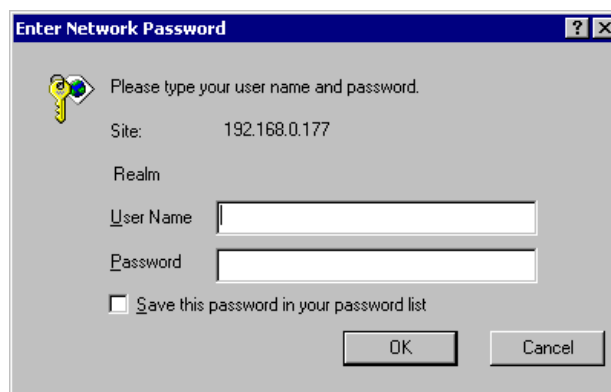 Enter Network Password
Please type your user name and password.
Site: 192.168.0.177
Realm
User Name
Password
Save this password in your password list
OK Cancel